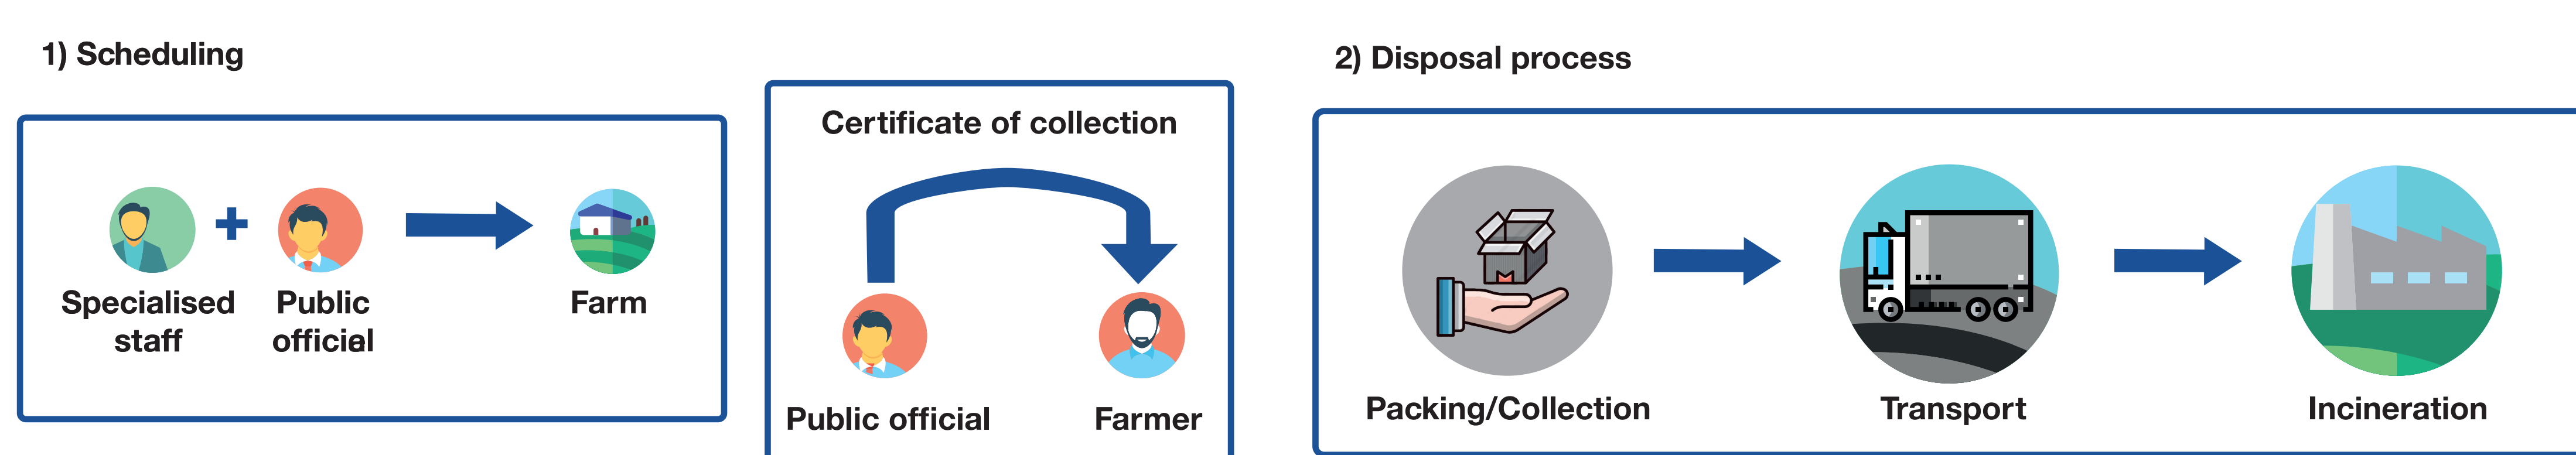 1) Scheduling
Specialised
staff
Public
official
Farm
Certificate of collection
Public official
Farmer
2) Disposal process
Packing/Collection
Transport
Incineration